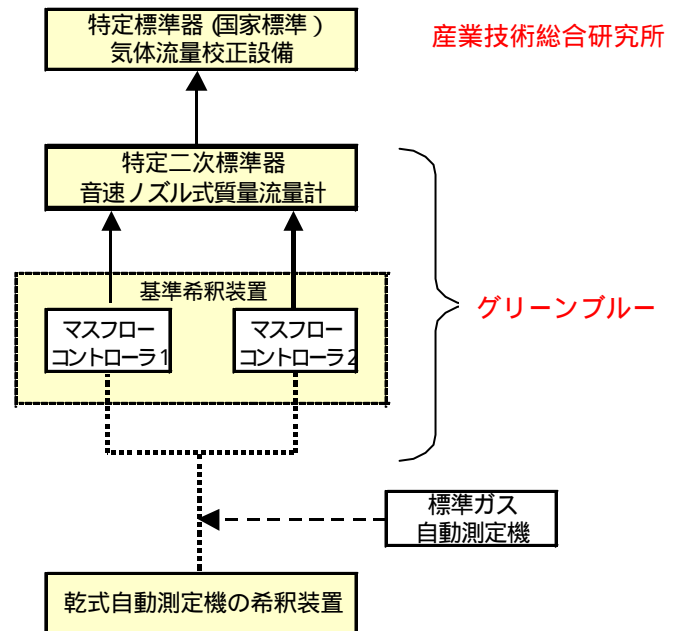 特定標準器(国家標準)
気体流量校正設備
産業技術総合研究所
特定二次標準器
音速ノズル式質量流量計
基準希釈装置
マスフロー
コントローラ1
マスフロー
コントローラ2
グリーンブルー
標準ガス
自動測定機
乾式自動測定機の希釈装置